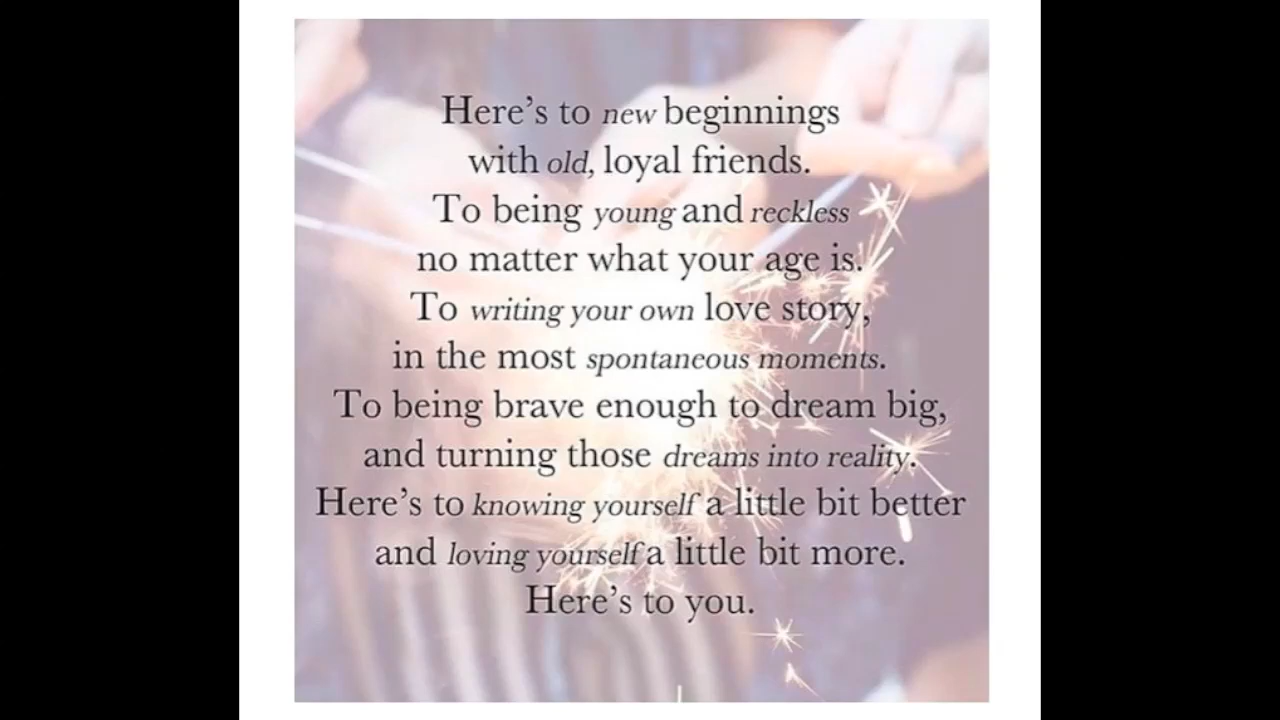 Here's to new beginnings
with old, loyal friends.
To being young and reckless
no matter what your age is.
To writing your own love story,
in the most spontaneous moments.
To being brave enough to dream big,
and turning those dreams into reality.
Here's to knowing yourself a little bit better
and loving yourself a little bit more.
Here's to you.